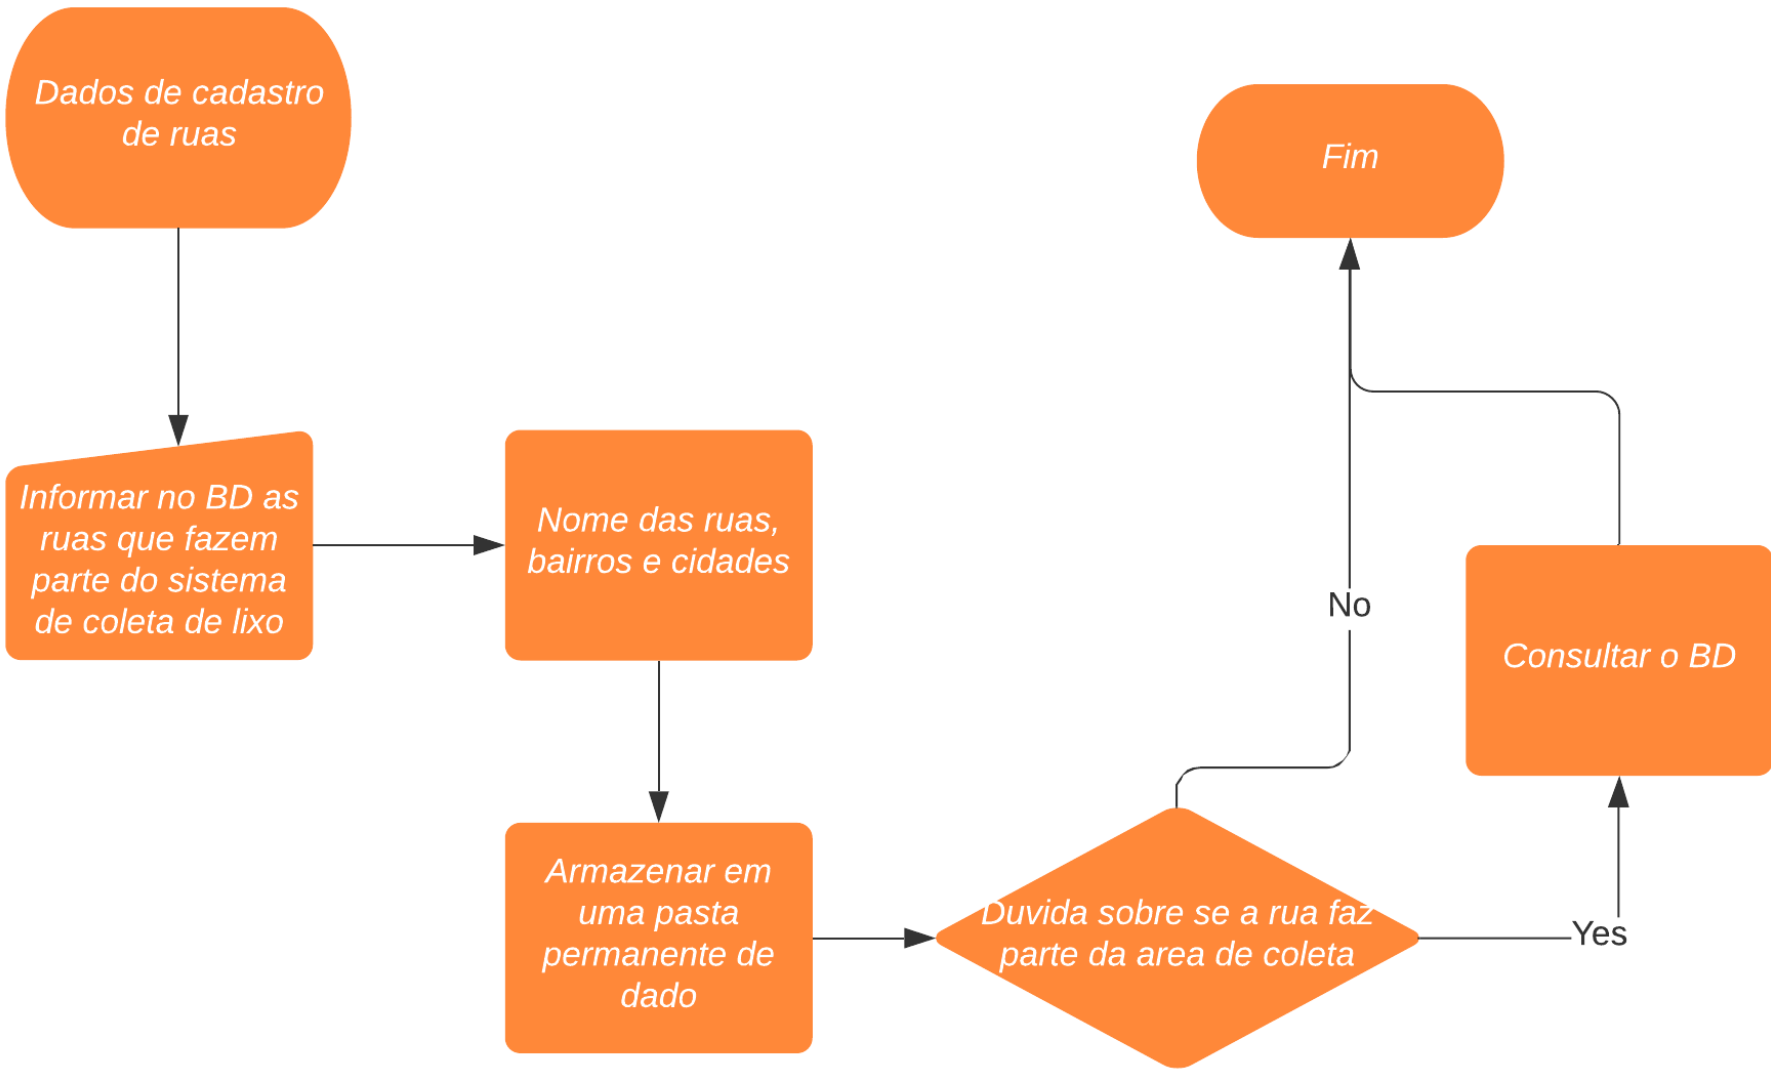 Dados de cadastro
de ruas
Informar no BD as
ruas que fazem
parte do sistema
de coleta de lixo
Nome das ruas,
bairros e cidades
Armazenar em
uma pasta
permanente de
dado
Duvida sobre se a rua faz
parte da area de coleta
No
Yes
Consultar o BD
Fim